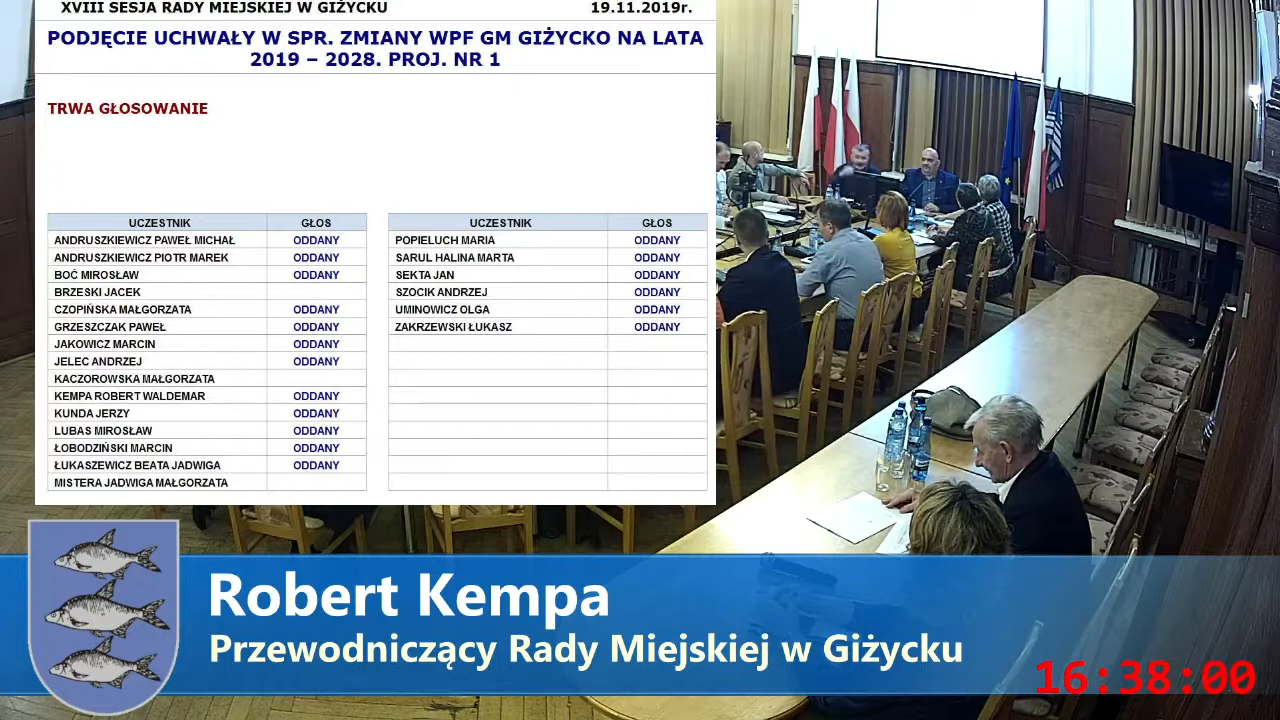 XVIII SESJA RADY MIEJSKIEJ W GIŻYCKU 19.11.2019r.
PODJĘCIE UCHWAŁY W SPR. ZMIANY WPF GM GIŻYCKO NA LATA
2019 – 2028. PROJ. NR 1
TRWA GŁOSOWANIE
UCZESTNIK GŁOS
ANDRUSZKIEWICZ PAWEŁ MICHAŁ ODDANY
ANDRUSZKIEWICZ PIOTR MAREK ODDANY
BOĆ MIROSŁAW ODDANY
BRZESKI JACEK
CZOPIŃSKA MAŁGORZATA ODDANY
GRZESZCZAK PAWEŁ ODDANY
JAKOWICZ MARCIN ODDANY
JELEC ANDRZEJ ODDANY
KACZOROWSKA MAŁGORZATA
KEMPA ROBERT WALDEMAR ODDANY
KUNDA JERZY ODDANY
LUBAS MIROSŁAW ODDANY
ŁOBODZIŃSKI MARCIN ODDANY
ŁUKASZEWICZ BEATA JADWIGA ODDANY
MISTERA JADWIGA MAŁGORZATA
UCZESTNIK GŁOS
POPIELUCH MARIA ODDANY
SARUL HALINA MARTA ODDANY
SEKTA JAN ODDANY
SZOCIK ANDRZEJ ODDANY
UMINOWICZ OLGA ODDANY
ZAKRZEWSKI ŁUKASZ ODDANY
Robert Kempa
Przewodniczący Rady Miejskiej w Giżycku
16:38:00